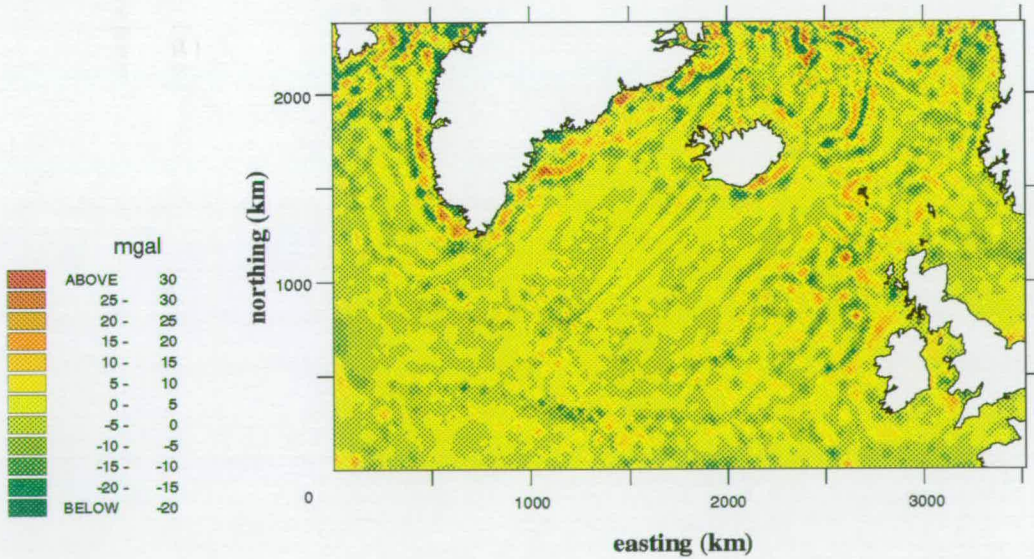 2000
1000
northing (km)
mgal
ABOVE 30
25 - 30
20 - 25
15 - 20
10 - 15
5 - 10
0 - 5
-5 - 0
-10 - -5
-15 - -10
-20 - -15
BELOW -20
0 1000 2000 3000
easting (km)